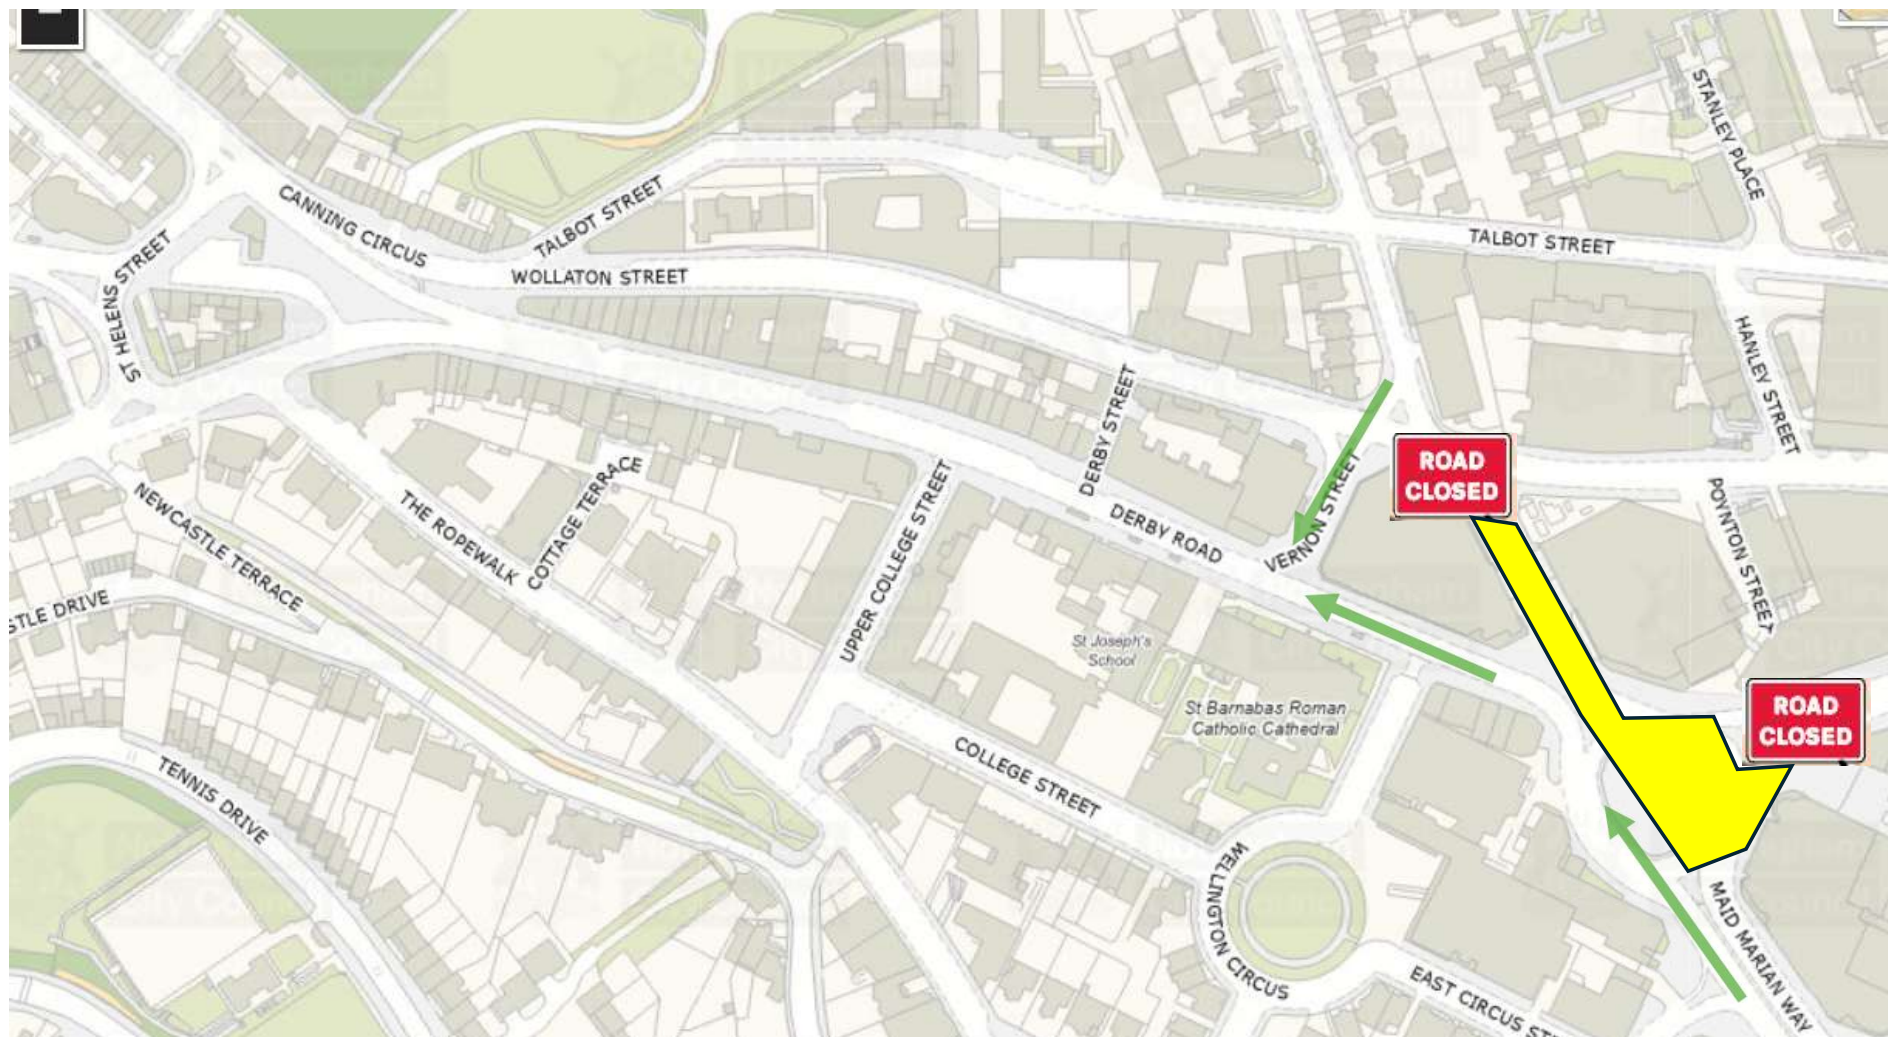 STANLEY PLACE
CANNING CIRCUS
TALBOT STREET
TALBOT STREET
WOLLATON STREET
ST HELENS STREET
HANLEY STREET
DERBY STREET
ROAD
CLOSED
VERNON STREET
POYNTON STREET
NEWCASTLE TERRACE
THE ROPEWALK
COTTAGE TERRACE
UPPER COLLEGE STREET
DERBY ROAD
STLE DRIVE
St Joseph's
School
St Barnabas Roman
Catholic Cathedral
ROAD
CLOSED
COLLEGE STREET
TENNIS DRIVE
WELLINGTON CIRCUS
MAID MARIAN WAY
EAST CIRCUS ST